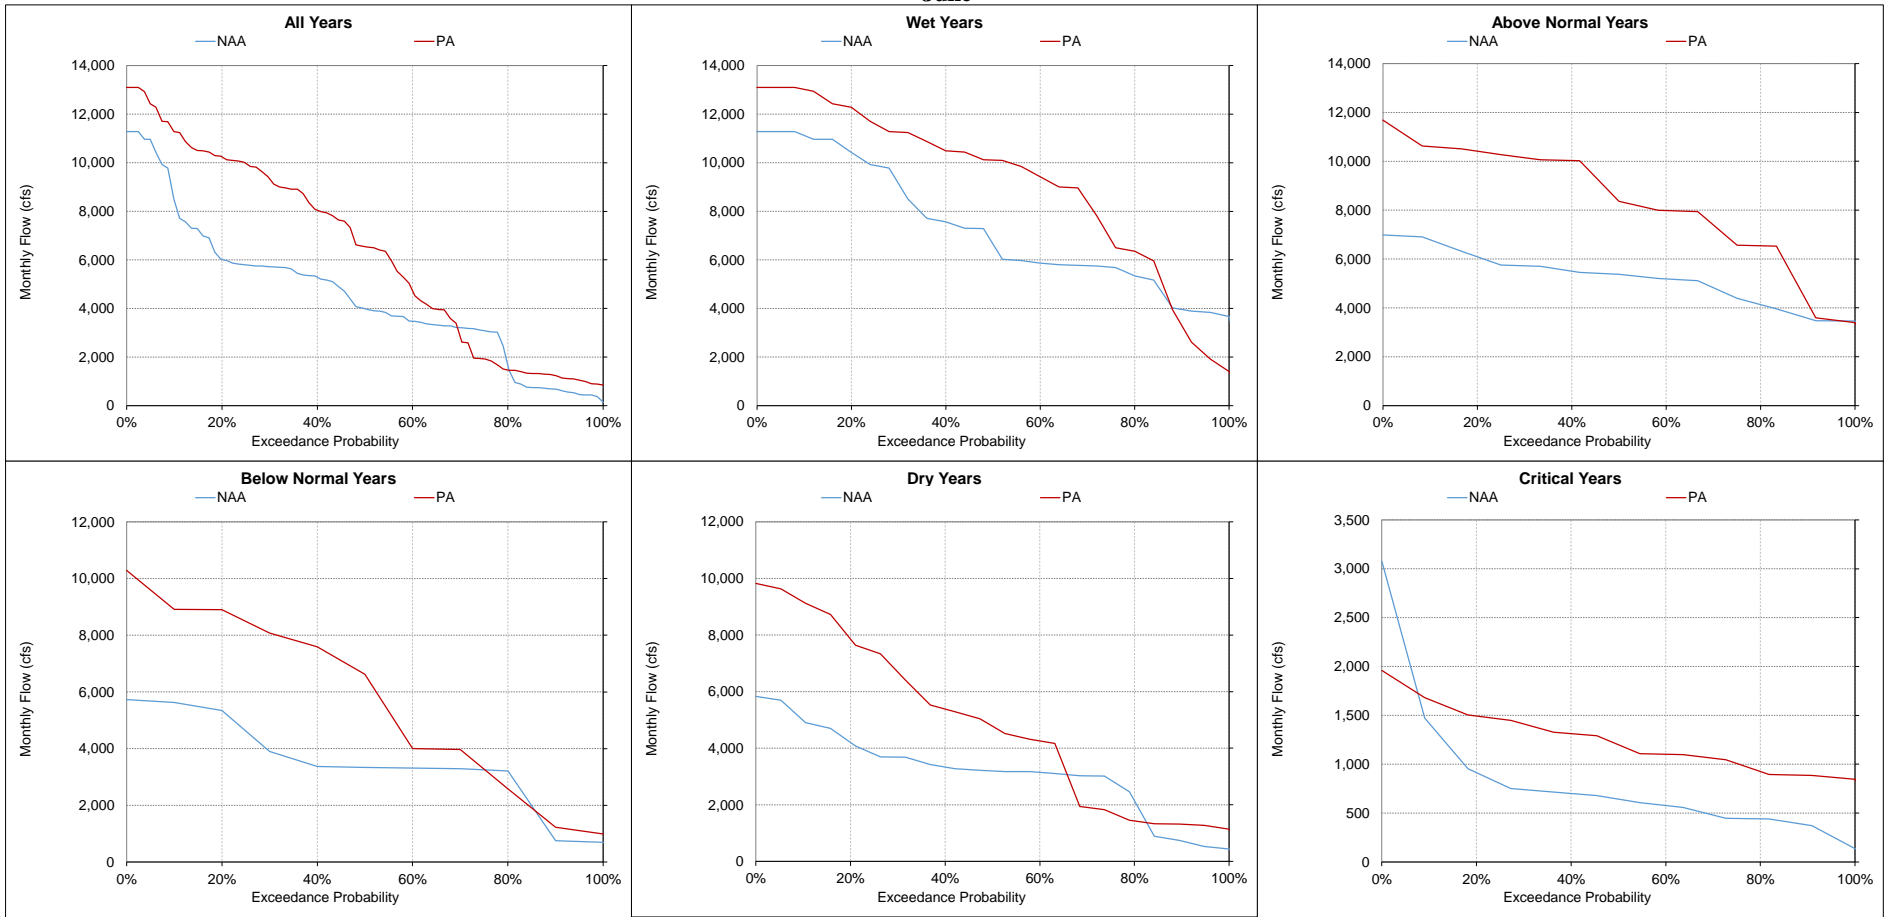 All Years
NAA PA
14,000
12,000
10,000
8,000
6,000
4,000
2,000
0
Monthly Flow (cfs)
0% 20% 40% 60% 80% 100%
Exceedance Probability
Wet Years
NAA PA
14,000
12,000
10,000
8,000
6,000
4,000
2,000
0
Monthly Flow (cfs)
0% 20% 40% 60% 80% 100%
Exceedance Probability
Above Normal Years
NAA PA
14,000
12,000
10,000
8,000
6,000
4,000
2,000
0
Monthly Flow (cfs)
0% 20% 40% 60% 80% 100%
Exceedance Probability
Below Normal Years
NAA PA
12,000
10,000
8,000
6,000
4,000
2,000
0
Monthly Flow (cfs)
0% 20% 40% 60% 80% 100%
Exceedance Probability
Dry Years
NAA PA
12,000
10,000
8,000
6,000
4,000
2,000
0
Monthly Flow (cfs)
0% 20% 40% 60% 80% 100%
Exceedance Probability
Critical Years
NAA PA
3,500
3,000
2,500
2,000
1,500
1,000
500
0
Monthly Flow (cfs)
0% 20% 40% 60% 80% 100%
Exceedance Probability